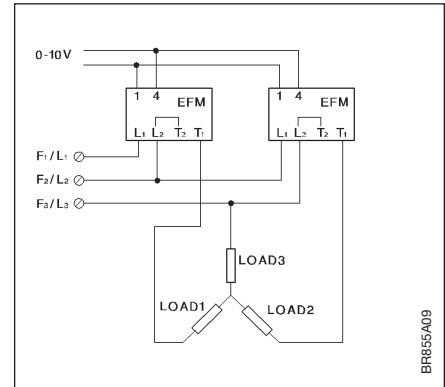 0-10V
1 4
EFM
L₁ L₂ T₂ T₁
1 4
EFM
L₁ L₂ T₂ T₁
F₁/L₁
F₂/L₂
F₃/L₃
LOAD3
LOAD1
LOAD2
BR855A09